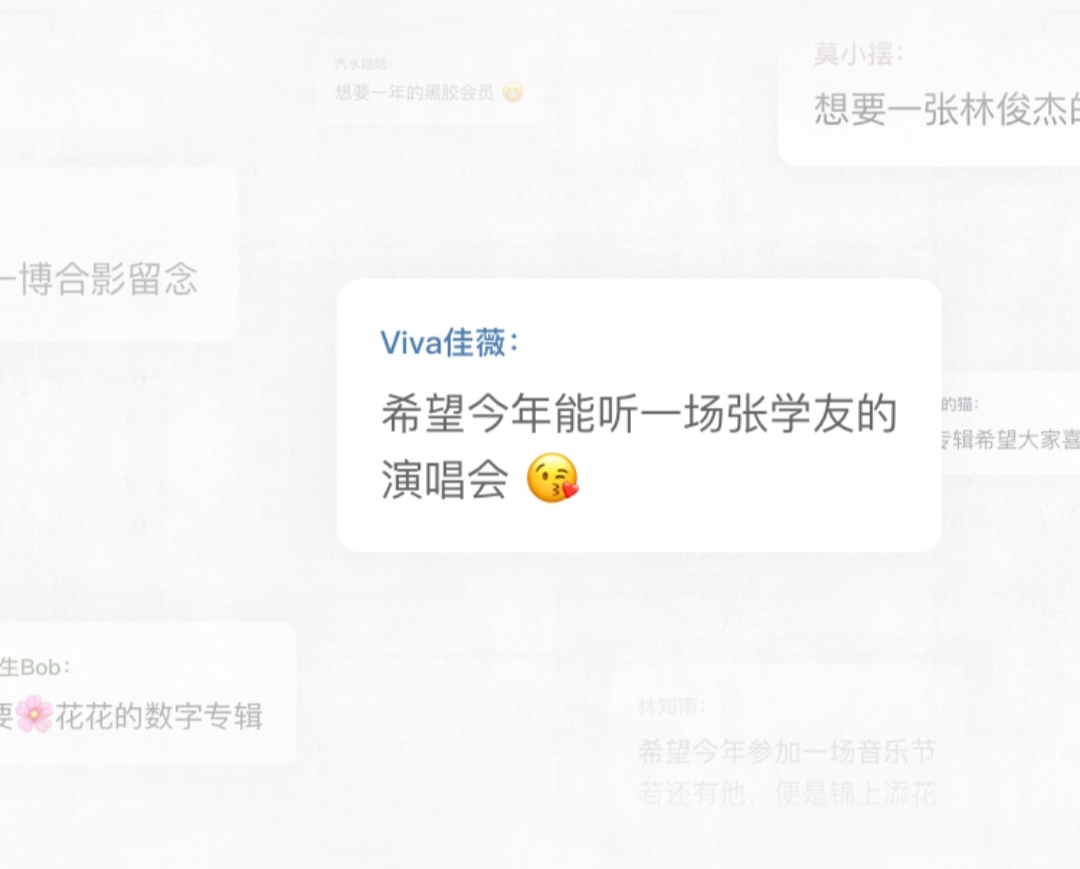 汽水姐姐：
想要一年的黑胶会员 😊
莫小摆：
想要一张林俊杰的
一博合影留念
Viva佳薇：
希望今年能听一场张学友的
演唱会 😘
的猫：
专辑希望大家喜
生Bob：
要🌸花花的数字专辑
林知南：
希望今年参加一场音乐节
若还有他，便是锦上添花